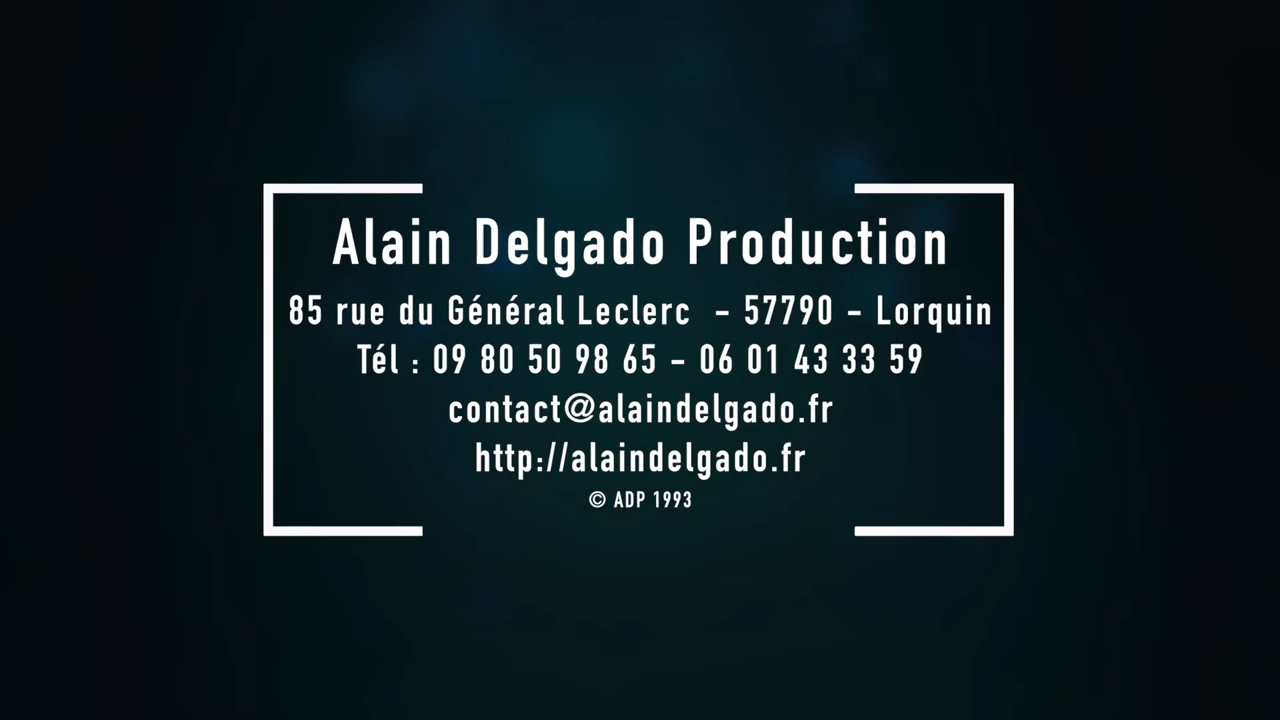 Alain Delgado Production
85 rue du Général Leclerc - 57790 - Lorquin
Tél : 09 80 50 98 65 - 06 01 43 33 59
contact@alaindelgado.fr
http://alaindelgado.fr
© ADP 1993